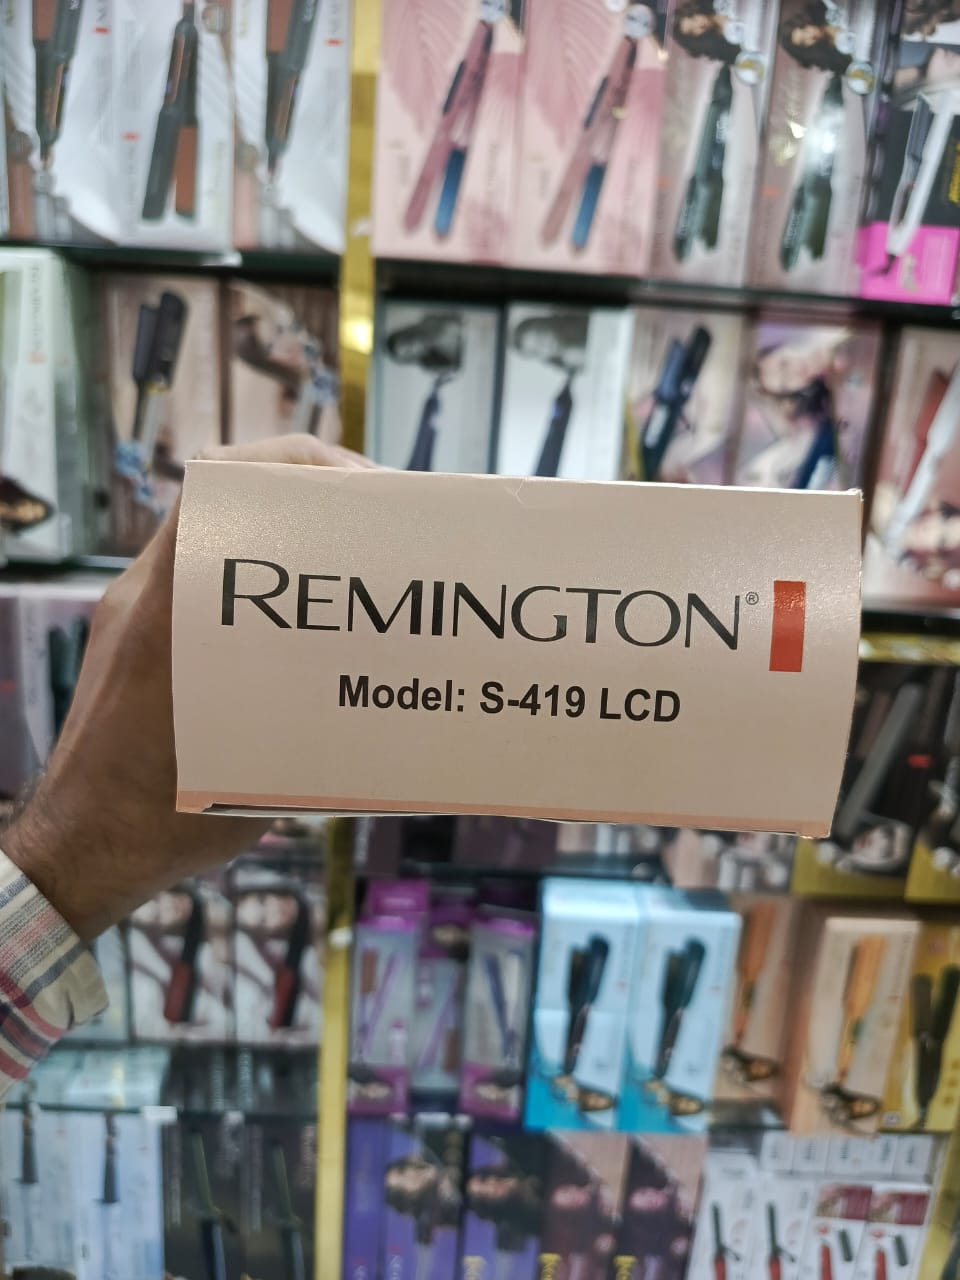 REMINGTON®
Model: S-419 LCD